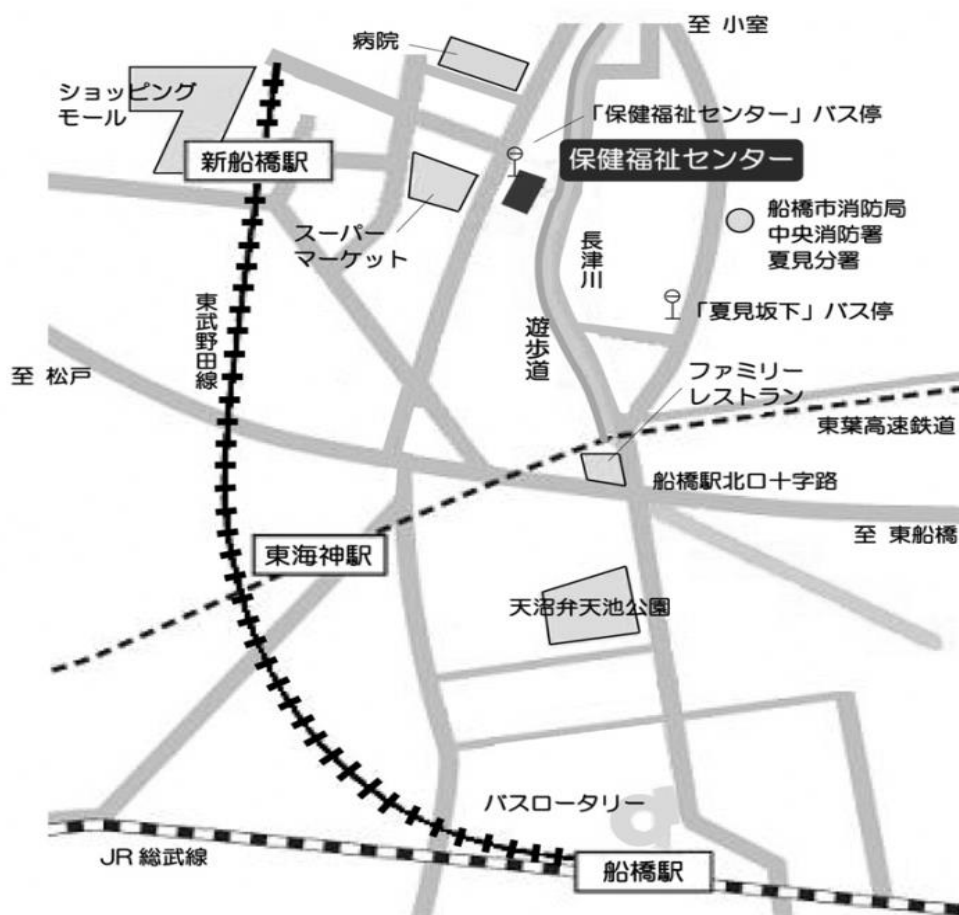 至 小室
病院
ショッピング
モール
「保健福祉センター」バス停
保健福祉センター
新船橋駅
船橋市消防局
中央消防署
夏見分署
スーパー
マーケット
長津川
遊歩道
東武野田線
「夏見坂下」バス停
至 松戸
ファミリー
レストラン
東葉高速鉄道
船橋駅北口十字路
至 東船橋
東海神駅
天沼弁天池公園
バスロータリー
JR 総武線
船橋駅